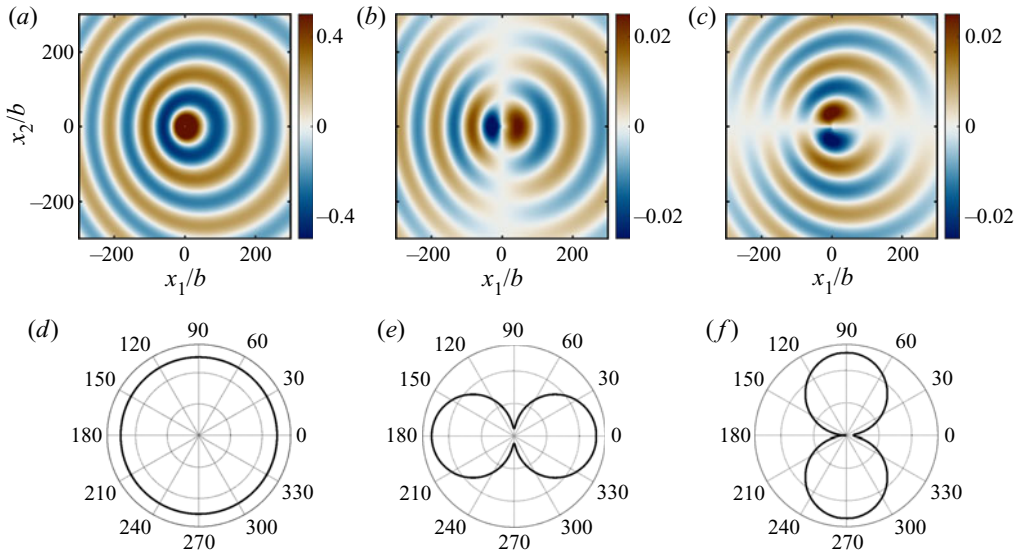 (a) (b) (c)
200 0.4 0.02 0.02
x2/b 0 0 0 0
–200 –0.4 –0.02 –0.02
–200 0 200 –200 0 200 –200 0 200
x1/b x1/b x1/b
(d) (e) (f)
90 90 90
120 60 120 60 120 60
150 30 150 30 150 30
180 0 180 0 180 0
210 330 210 330 210 330
240 300 240 300 240 300
270 270 270